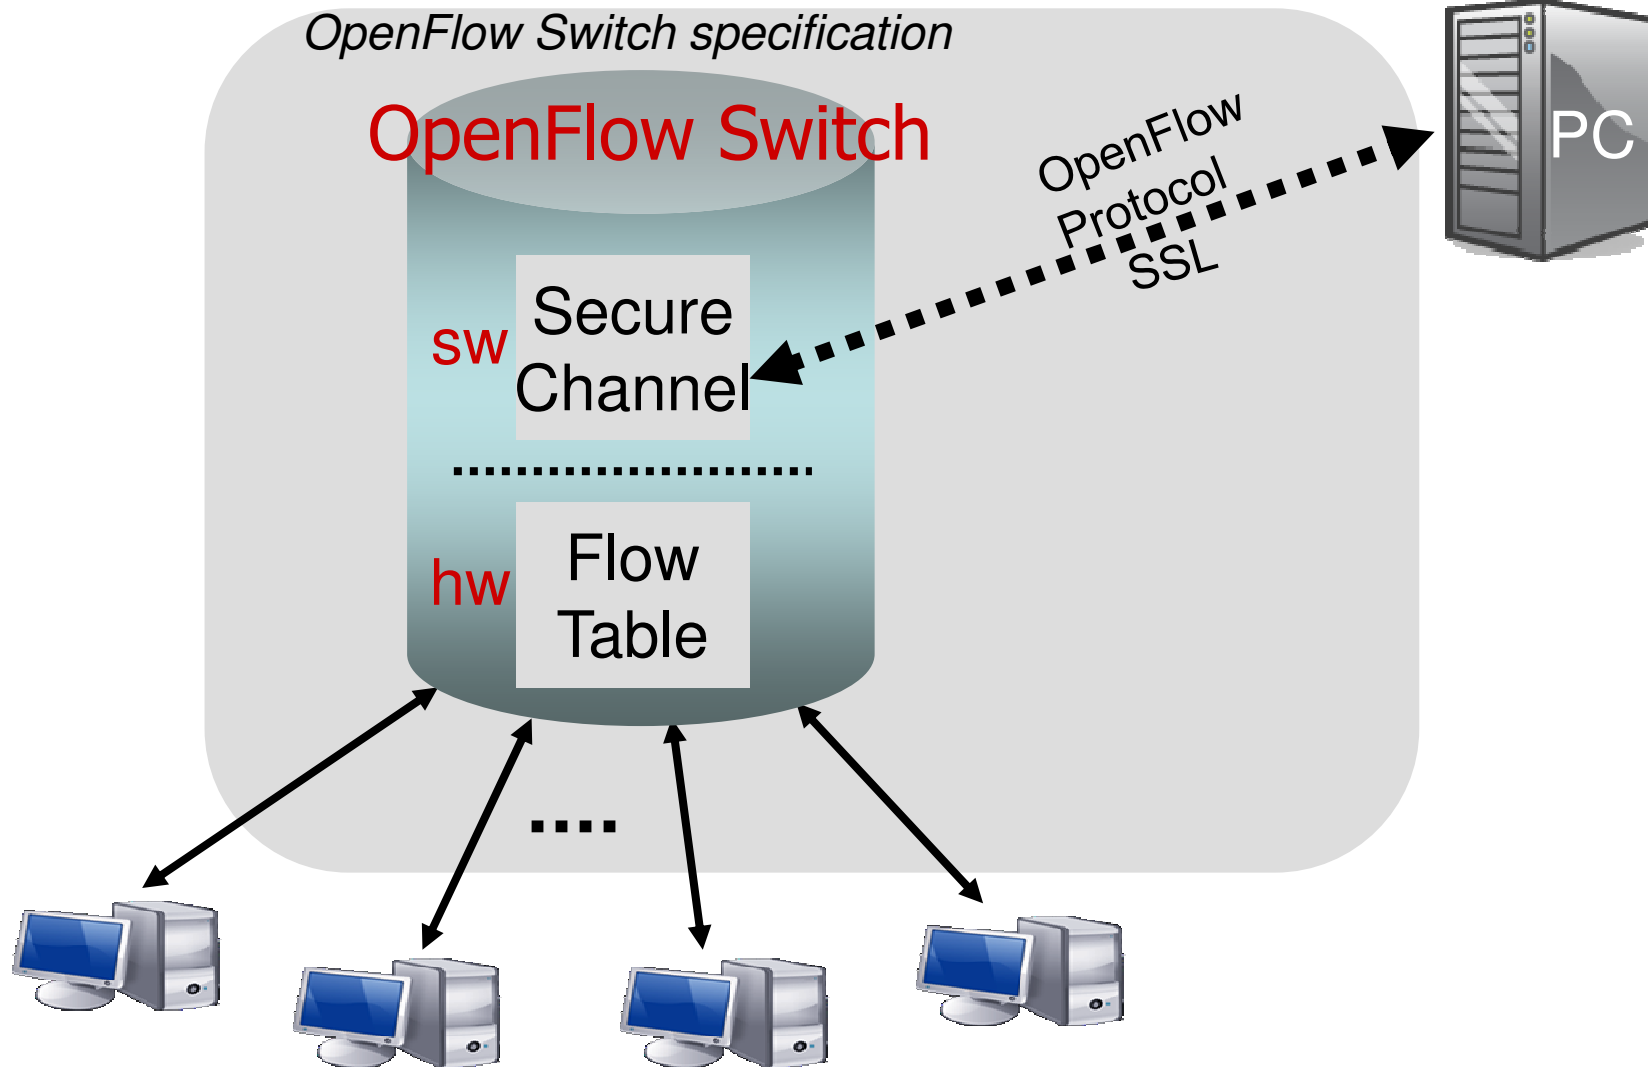 OpenFlow Switch specification
OpenFlow Switch
OpenFlow
Protocol
SSL
PC
sw
Secure
Channel
hw
Flow
Table